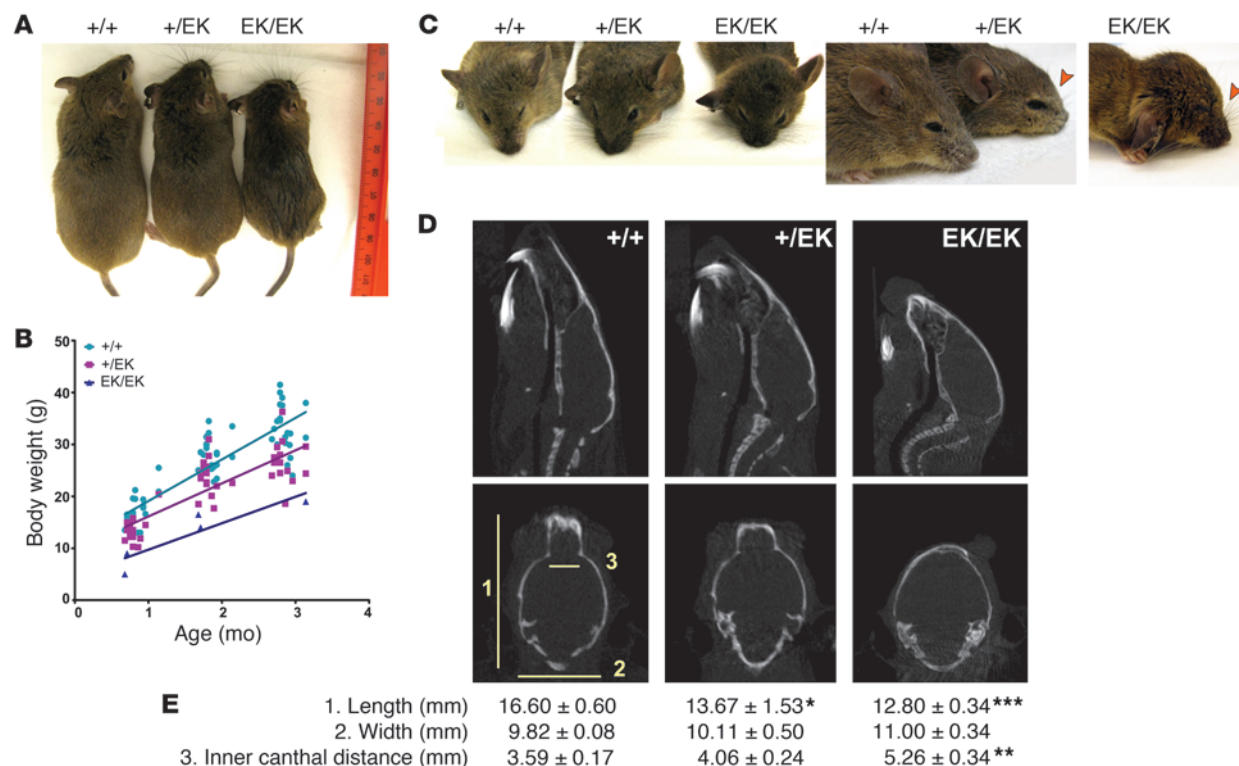 A
+/+ +/EK EK/EK
B
50
40
30
20
10
0
0 1 2 3 4
Body weight (g)
Age (mo)
+/+
+/EK
EK/EK
C
+/+ +/EK EK/EK +/+ +/EK EK/EK
D
+/+ +/EK EK/EK
1
2
3
E
1. Length (mm) 16.60 ± 0.60 13.67 ± 1.53* 12.80 ± 0.34***
2. Width (mm) 9.82 ± 0.08 10.11 ± 0.50 11.00 ± 0.34
3. Inner canthal distance (mm) 3.59 ± 0.17 4.06 ± 0.24 5.26 ± 0.34**